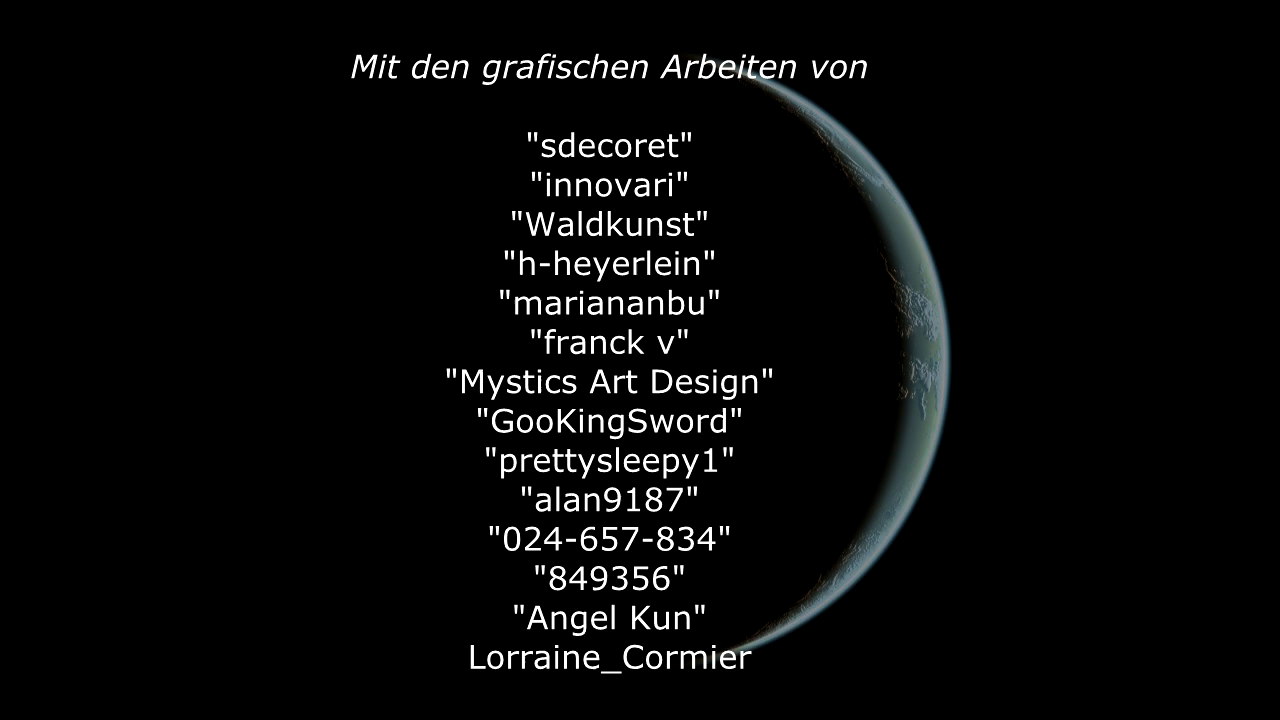 Mit den grafischen Arbeiten von
"sdecoret"
"innovari"
"Waldkunst"
"h-heyerlein"
"mariananbu"
"franck v"
"Mystics Art Design"
"GooKingSword"
"prettysleepy1"
"alan9187"
"024-657-834"
"849356"
"Angel Kun"
Lorraine_Cormier